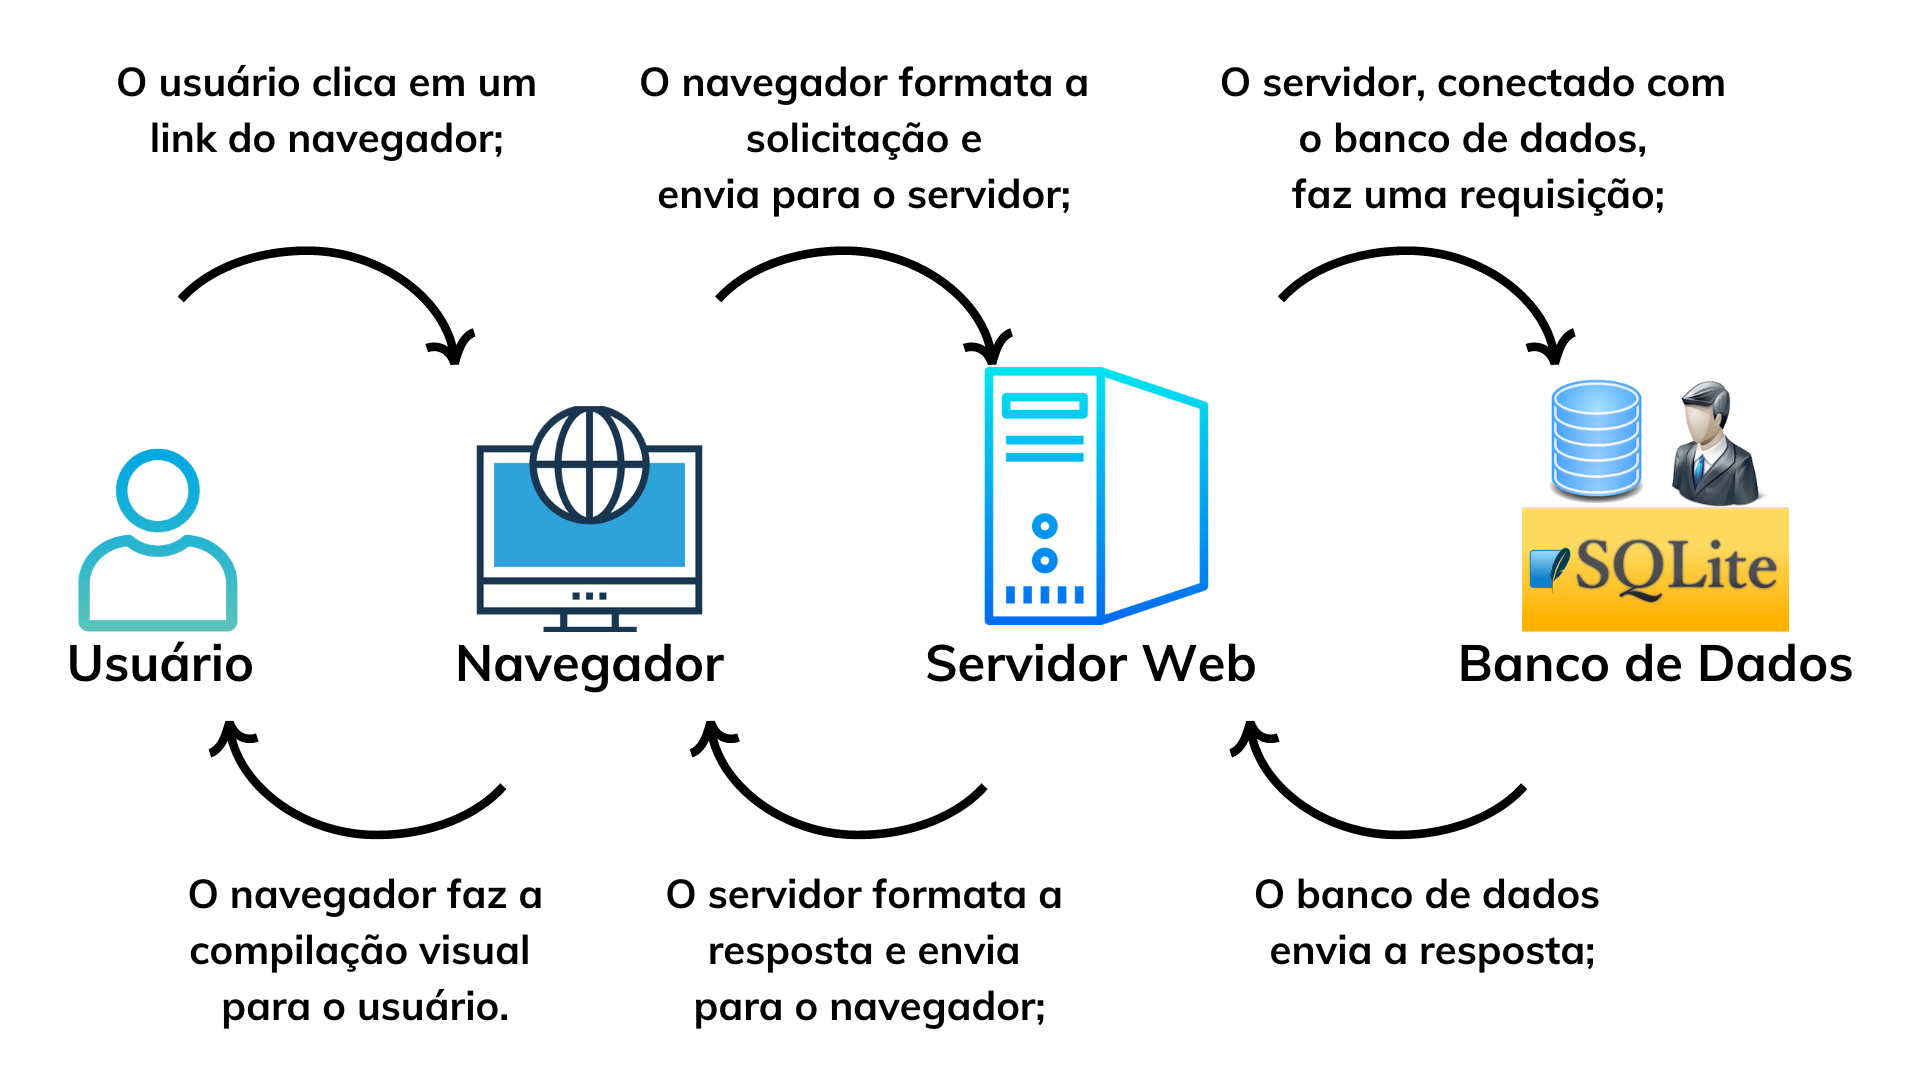 O usuário clica em um
link do navegador;
O navegador formata a
solicitação e
envia para o servidor;
O servidor, conectado com
o banco de dados,
faz uma requisição;
SQLite
Usuário
Navegador
Servidor Web
Banco de Dados
O navegador faz a
compilação visual
para o usuário.
O servidor formata a
resposta e envia
para o navegador;
O banco de dados
envia a resposta;